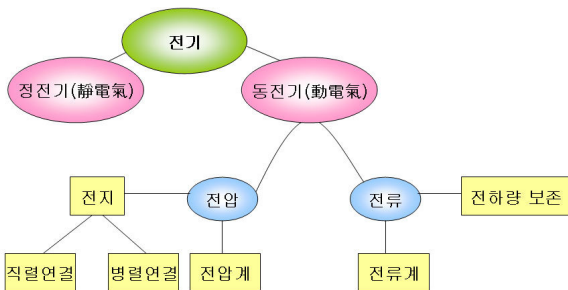 전기
정전기(靜電氣)
동전기(動電氣)
전지
전압
전류
전하량 보존
직렬연결
병렬연결
전압계
전류계